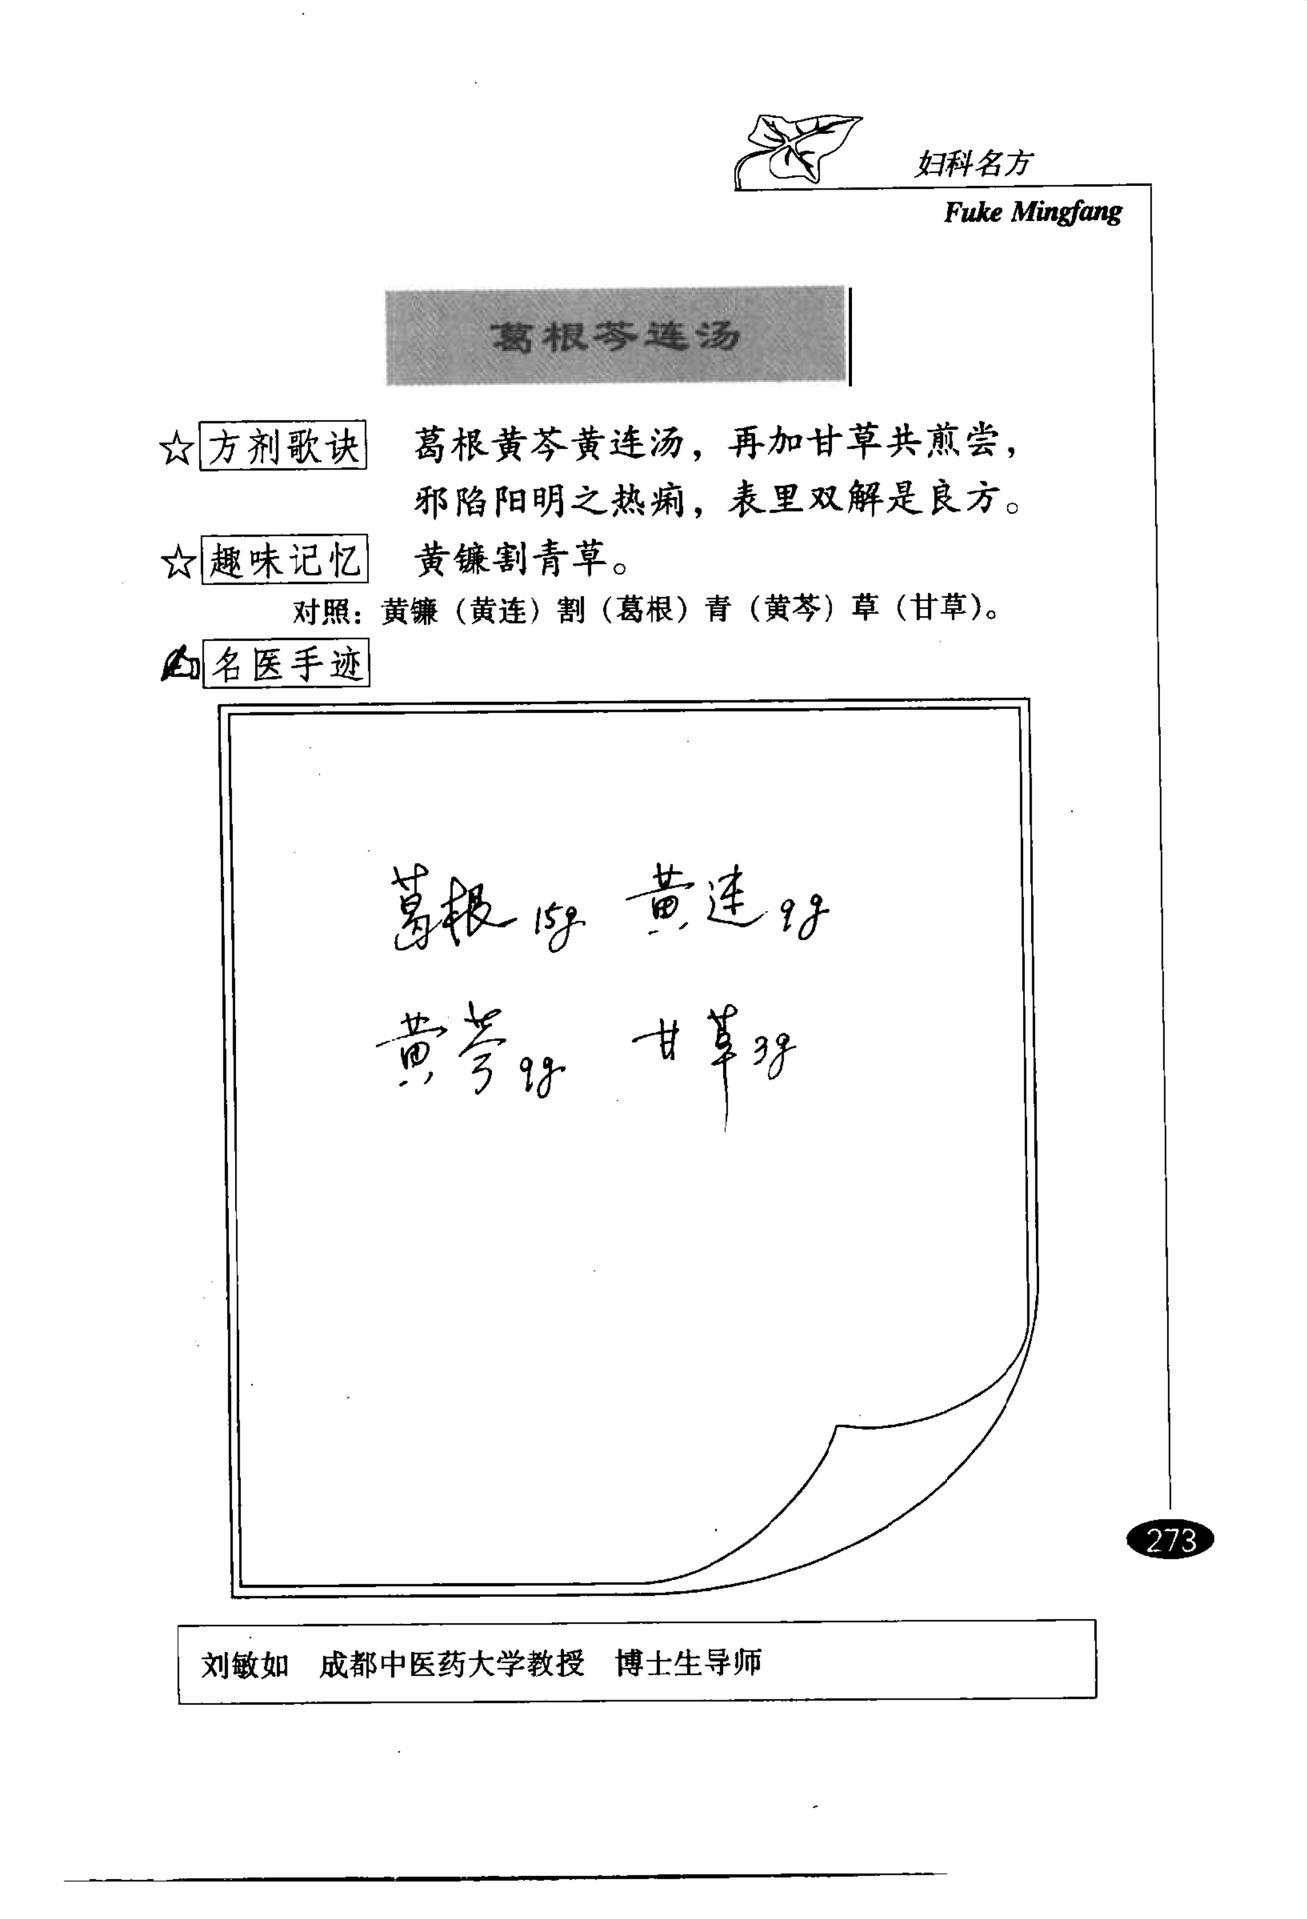 妇科名方
Fuke Mingfang
葛根芩连汤
☆方剂歌诀 葛根黄芩黄连汤，再加甘草共煎尝，
邪陷阳明之热痢，表里双解是良方。
☆趣味记忆 黄镰割青草。
对照：黄镰（黄连）割（葛根）青（黄芩）草（甘草）。
名医手迹
葛根 15g 黄连 9g
黄芩 9g 甘草 3g
273
刘敏如 成都中医药大学教授 博士生导师